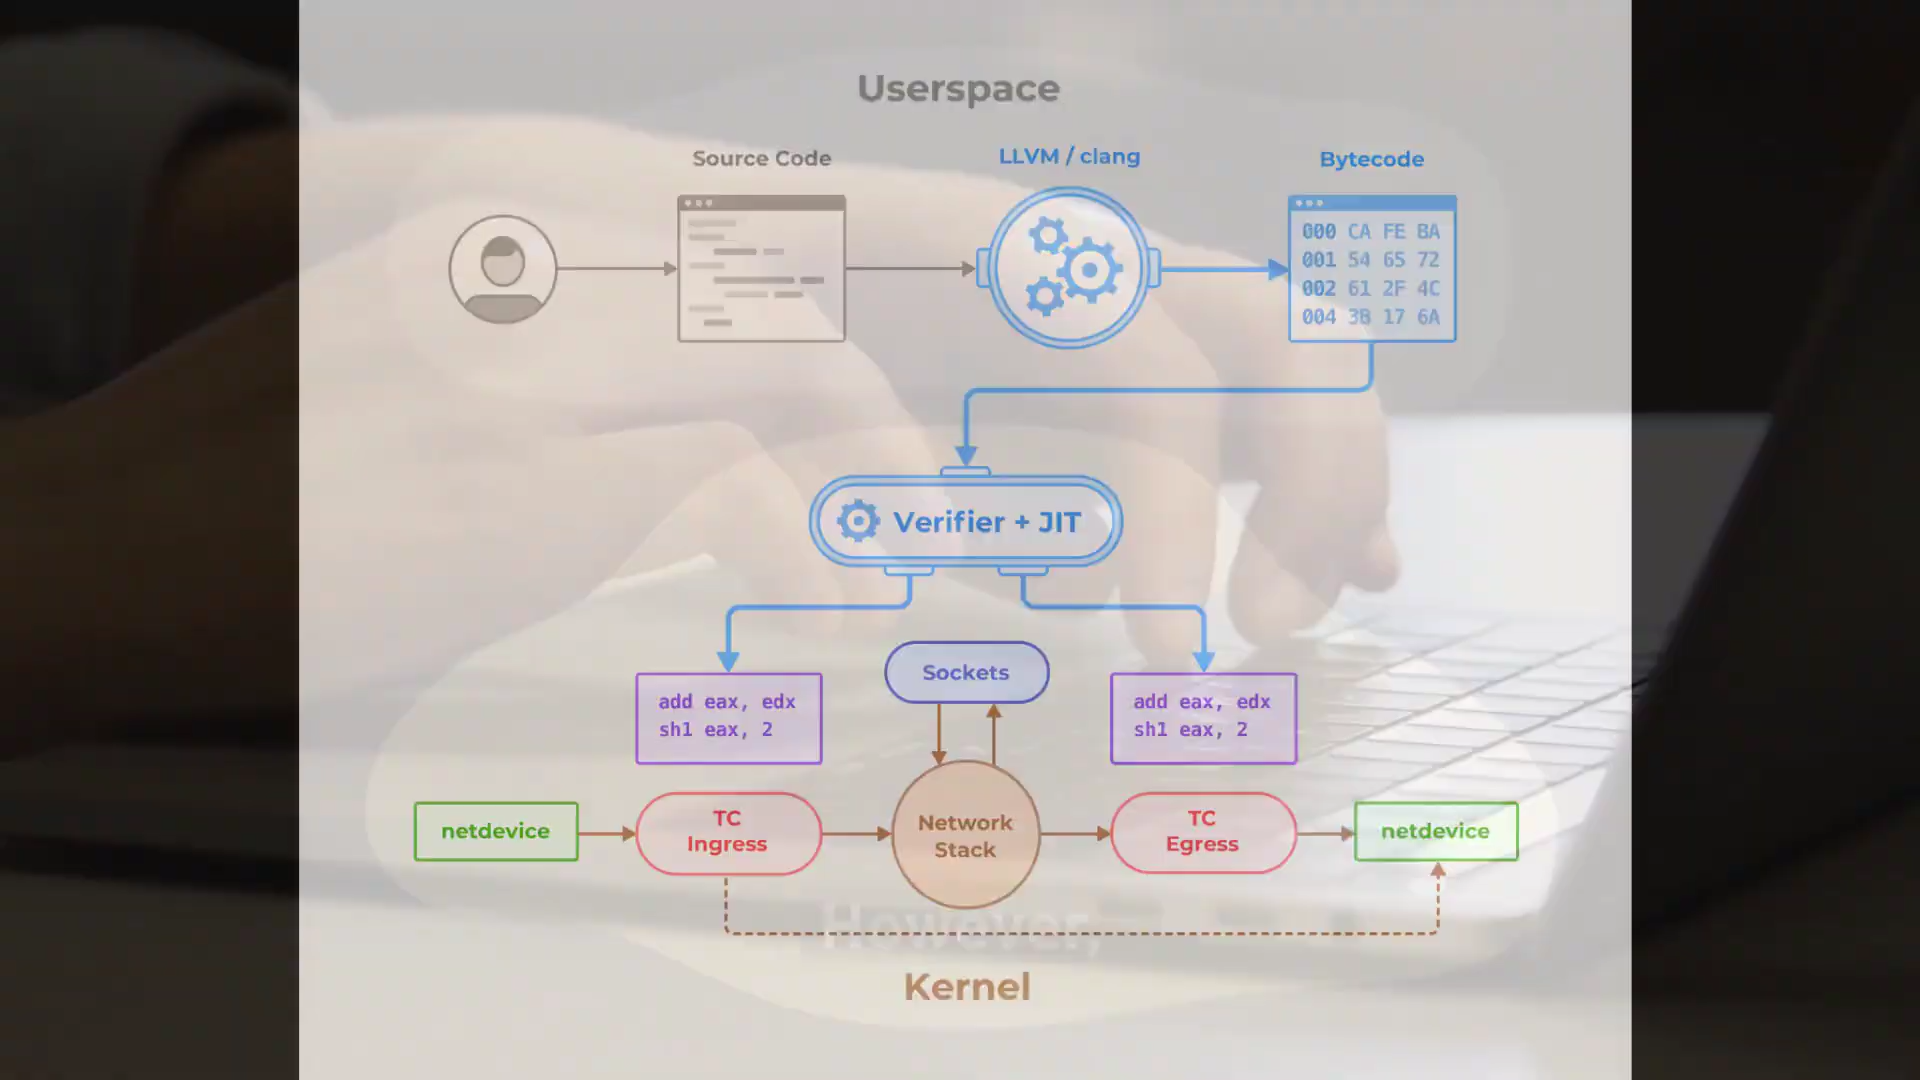 Userspace
Source Code
LLVM / clang
Bytecode
000 CA FE BA
001 54 65 72
002 61 2F 4C
004 3B 17 6A
Verifier + JIT
add eax, edx
sh1 eax, 2
Sockets
add eax, edx
sh1 eax, 2
netdevice
TC
Ingress
Network
Stack
TC
Egress
netdevice
However,
Kernel